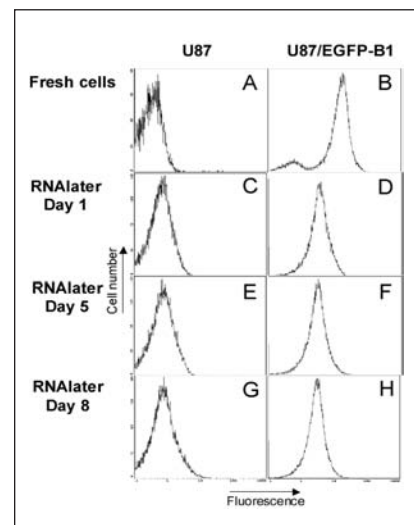 U87 U87/EGFP-B1
Fresh cells A B
RNAlater
Day 1 C D
Cell number
RNAlater
Day 5 E F
RNAlater
Day 8 G H
Fluorescence